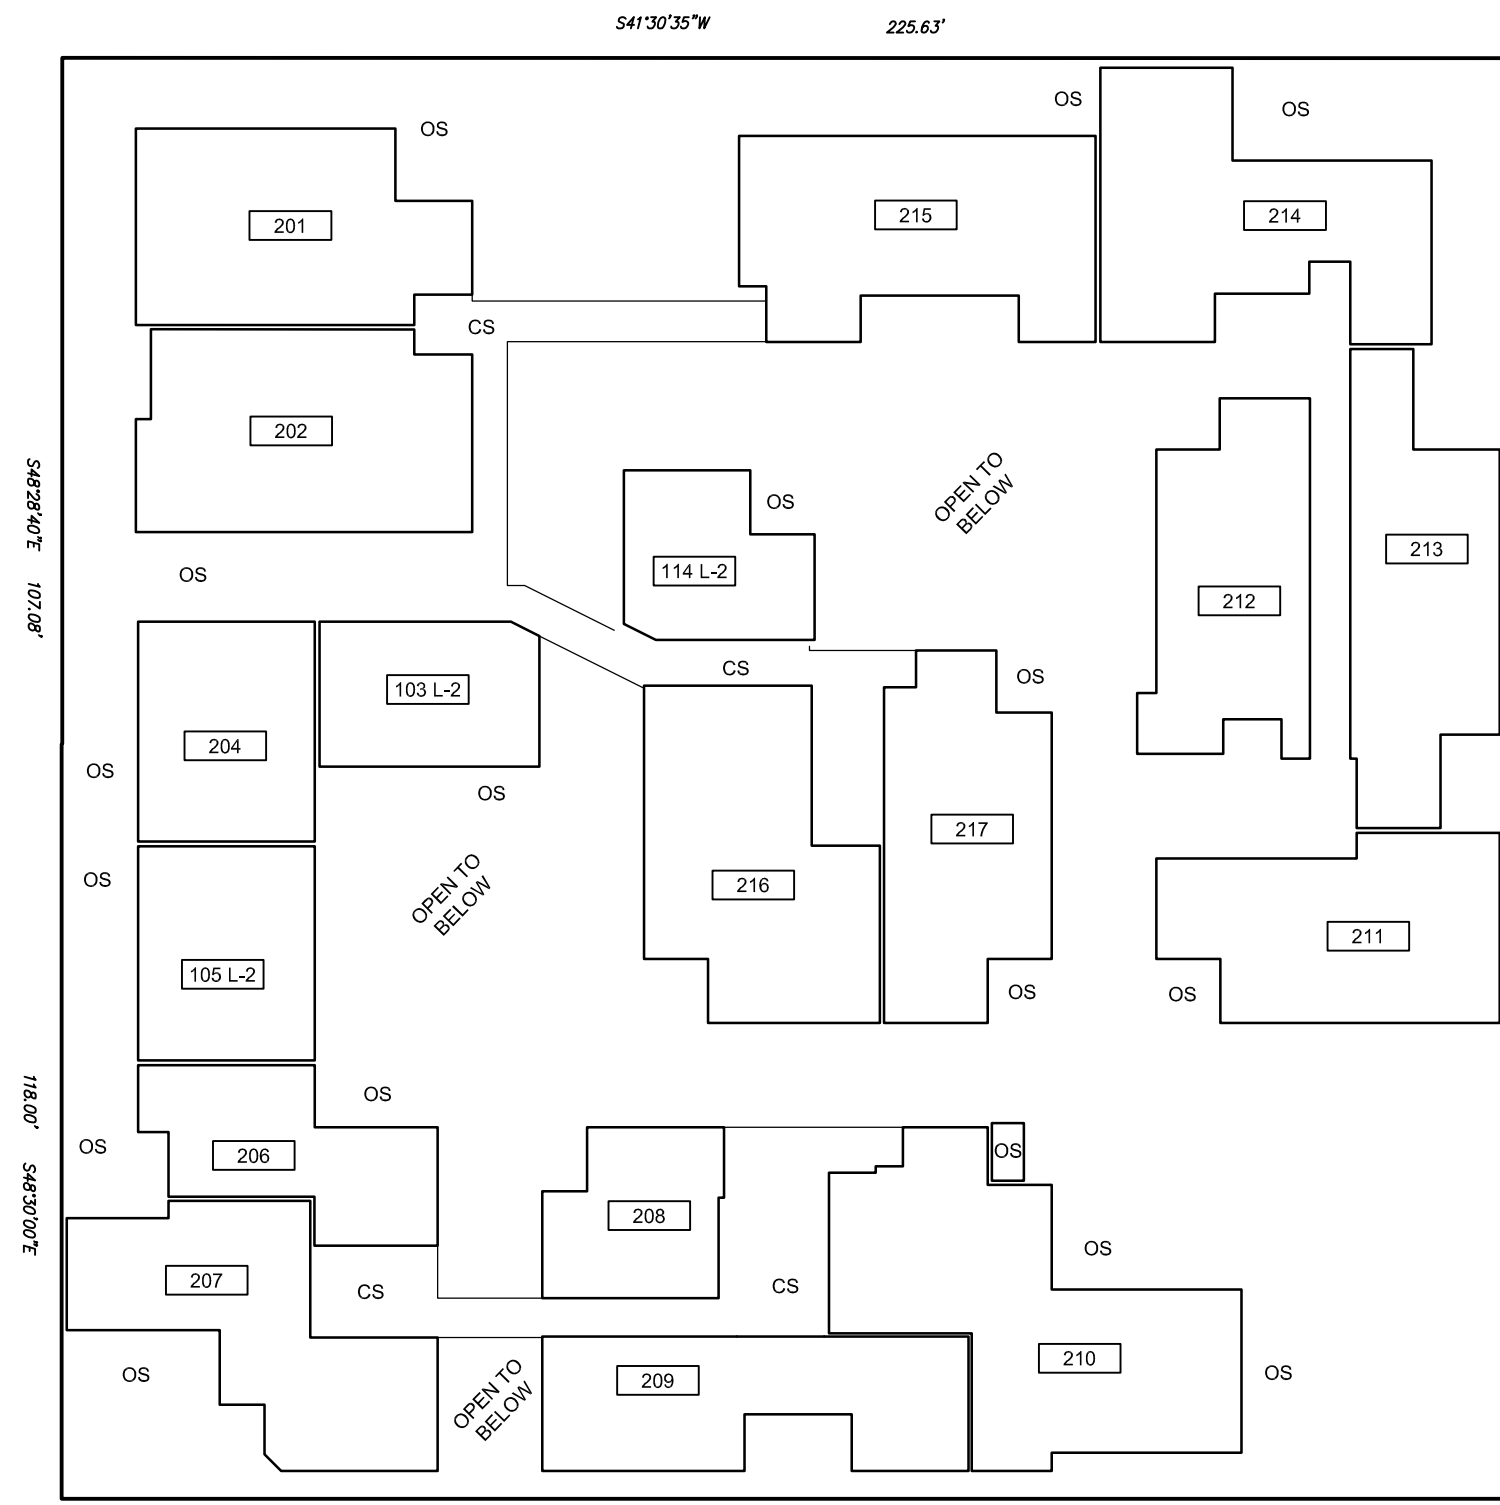 S41°30'35"W 225.63'
OS
OS
OS
201
215
214
CS
202
S48°28'40"E 107.08'
OS
OPEN TO
BELOW
OS
114 L-2
213
212
103 L-2
204
CS
OS
OS
OS
OS
217
216
OPEN TO
BELOW
211
105 L-2
OS
OS
118.00' S48°30'00"E
OS
OS
206
OS
208
207
CS
CS
OS
210
OS
OS
209
OPEN TO
BELOW